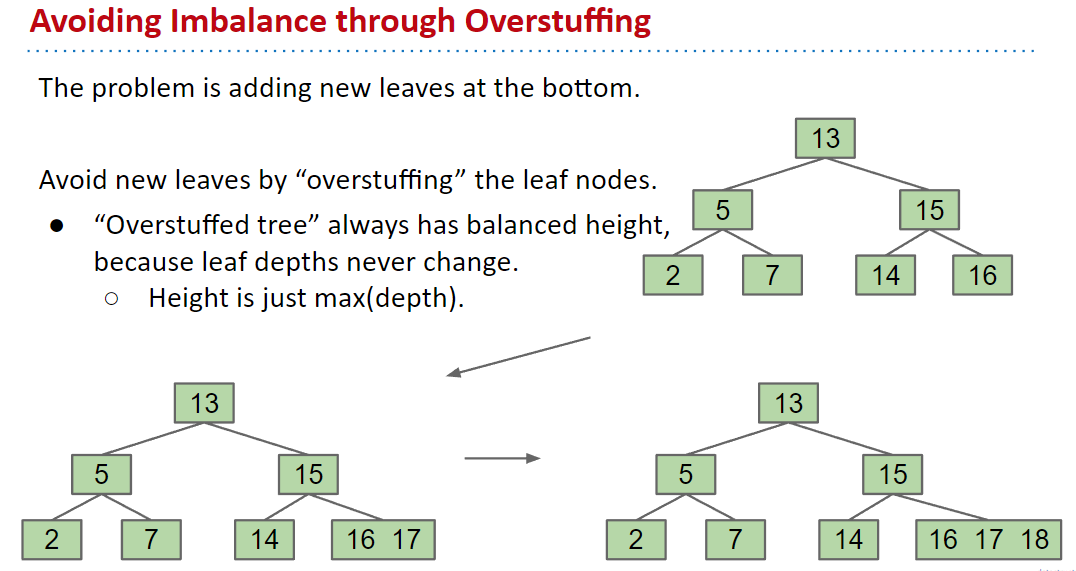 Avoiding Imbalance through Overstuffing
The problem is adding new leaves at the bottom.
Avoid new leaves by “overstuffing” the leaf nodes.
● “Overstuffed tree” always has balanced height,
because leaf depths never change.
○ Height is just max(depth).
13
5 15
2 7 14 16
13
5 15
2 7 14 16 17
13
5 15
2 7 14 16 17 18